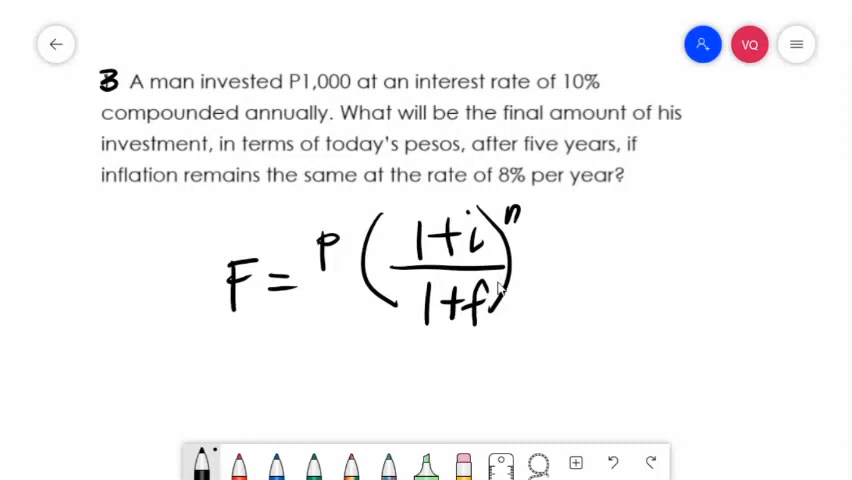 VQ
B A man invested P1,000 at an interest rate of 10%
compounded annually. What will be the final amount of his
investment, in terms of today's pesos, after five years, if
inflation remains the same at the rate of 8% per year?
F = P ( 1+i / 1+f )^n